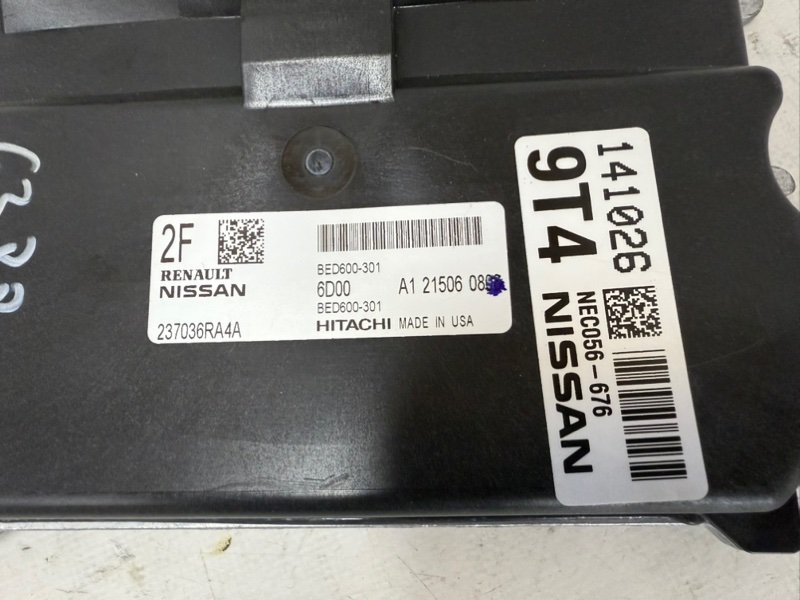 2F
RENAULT
NISSAN
237036RA4A
BED600-301
6D00 A1 21506
BED600-301
HITACHI MADE IN USA
141026
9T4
NEC056-676
NISSAN